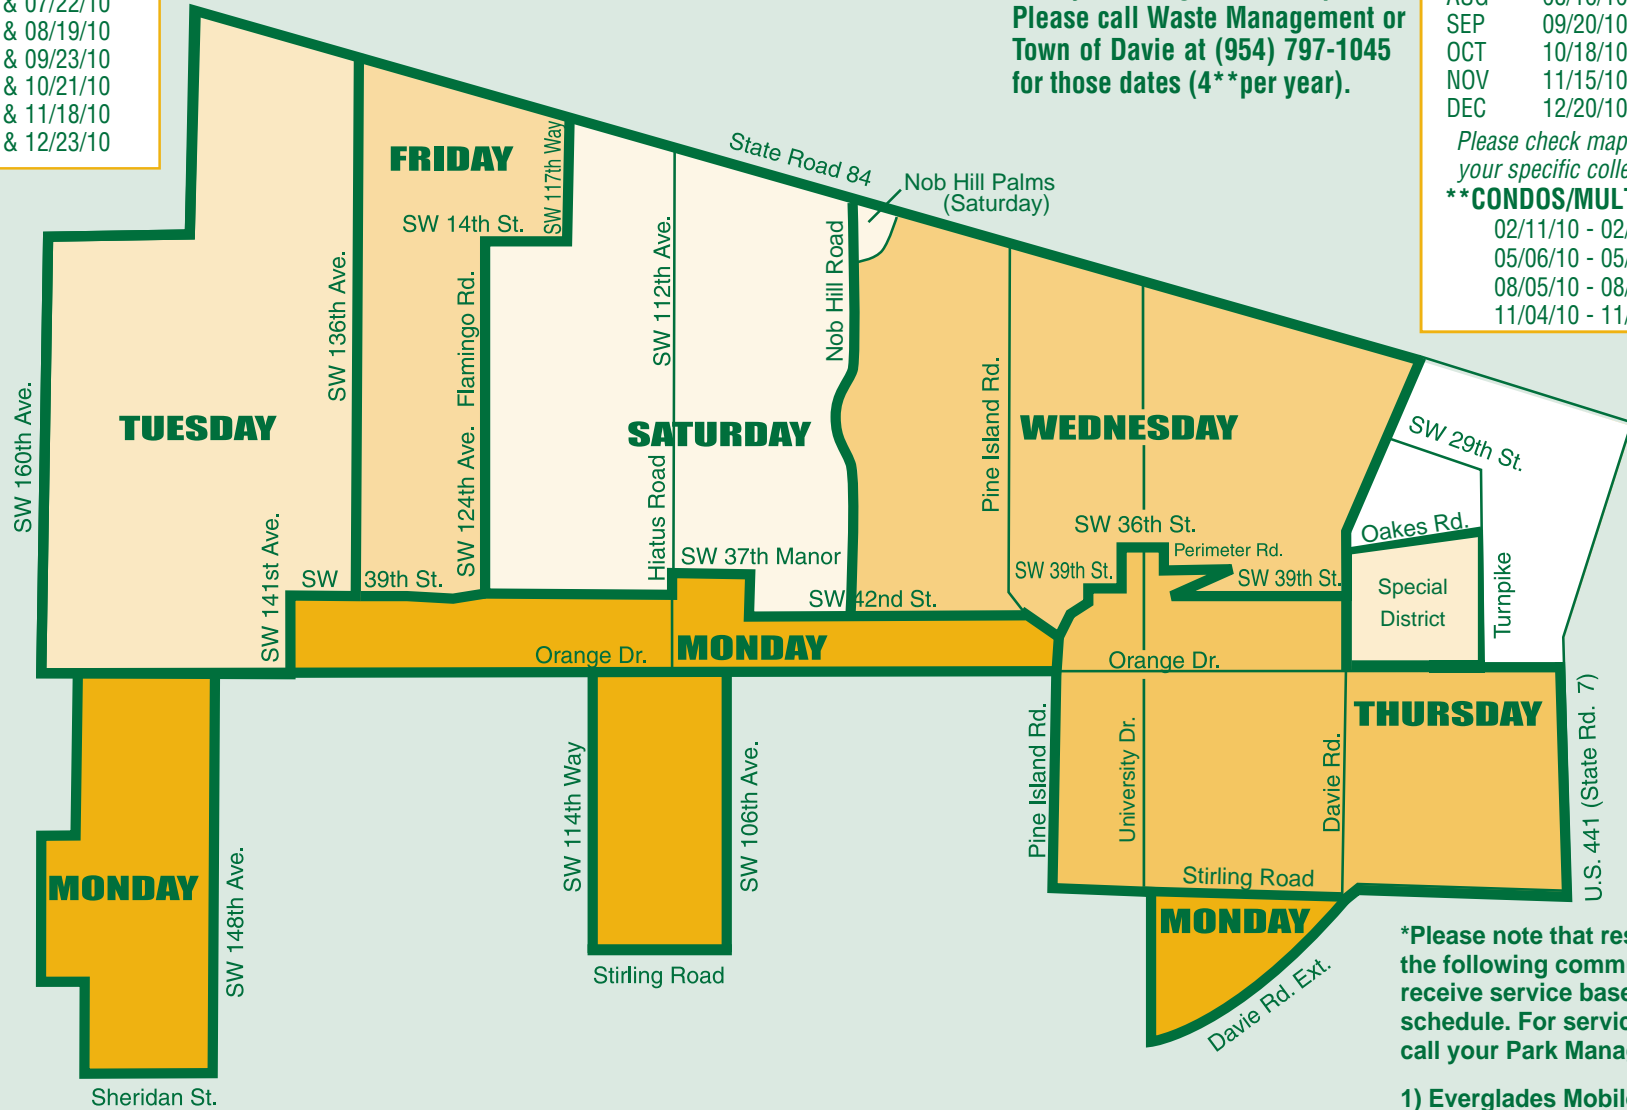 & 07/22/10
& 08/19/10
& 09/23/10
& 10/21/10
& 11/18/10
& 12/23/10
Please call Waste Management or
Town of Davie at (954) 797-1045
for those dates (4**per year).
SEP 09/20/10
OCT 10/18/10
NOV 11/15/10
DEC 12/20/10
Please check map
your specific colle
**CONDOS/MULT
02/11/10 - 02/
05/06/10 - 05/
08/05/10 - 08/
11/04/10 - 11/
State Road 84
Nob Hill Palms
(Saturday)
FRIDAY
SW 117th Way
SW 14th St.
SW 136th Ave.
Flamingo Rd.
SW 112th Ave.
Nob Hill Road
SW 160th Ave.
TUESDAY
SATURDAY
WEDNESDAY
Pine Island Rd.
SW 29th St.
SW 124th Ave.
Hiatus Road
SW 141st Ave.
SW 39th St.
SW 37th Manor
SW 42nd St.
SW 36th St.
Perimeter Rd.
SW 39th St.
SW 39th St.
Oakes Rd.
Special
District
Turnpike
Orange Dr.
MONDAY
Orange Dr.
THURSDAY
SW 114th Way
SW 106th Ave.
Pine Island Rd.
University Dr.
Davie Rd.
U.S. 441 (State Rd. 7)
MONDAY
SW 148th Ave.
Stirling Road
MONDAY
Stirling Road
Davie Rd. Ext.
Sheridan St.
*Please note that res
the following comm
receive service base
schedule. For servic
call your Park Mana
1) Everglades Mobil